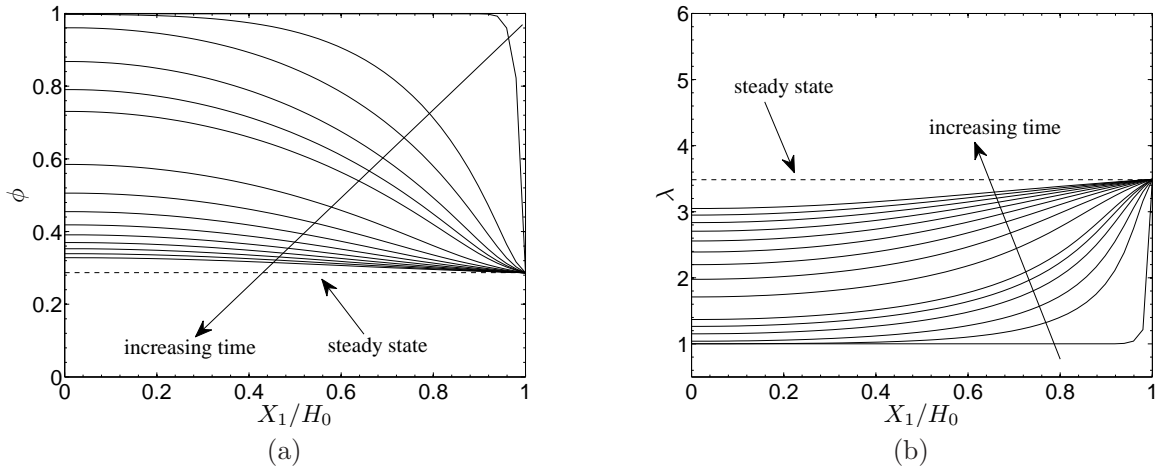 1
0.8
0.6
0.4
0.2
0
0 0.2 0.4 0.6 0.8 1
ϕ
X₁/H₀
increasing time
steady state
(a)
6
5
4
3
2
1
0 0.2 0.4 0.6 0.8 1
λ
X₁/H₀
steady state
increasing time
(b)